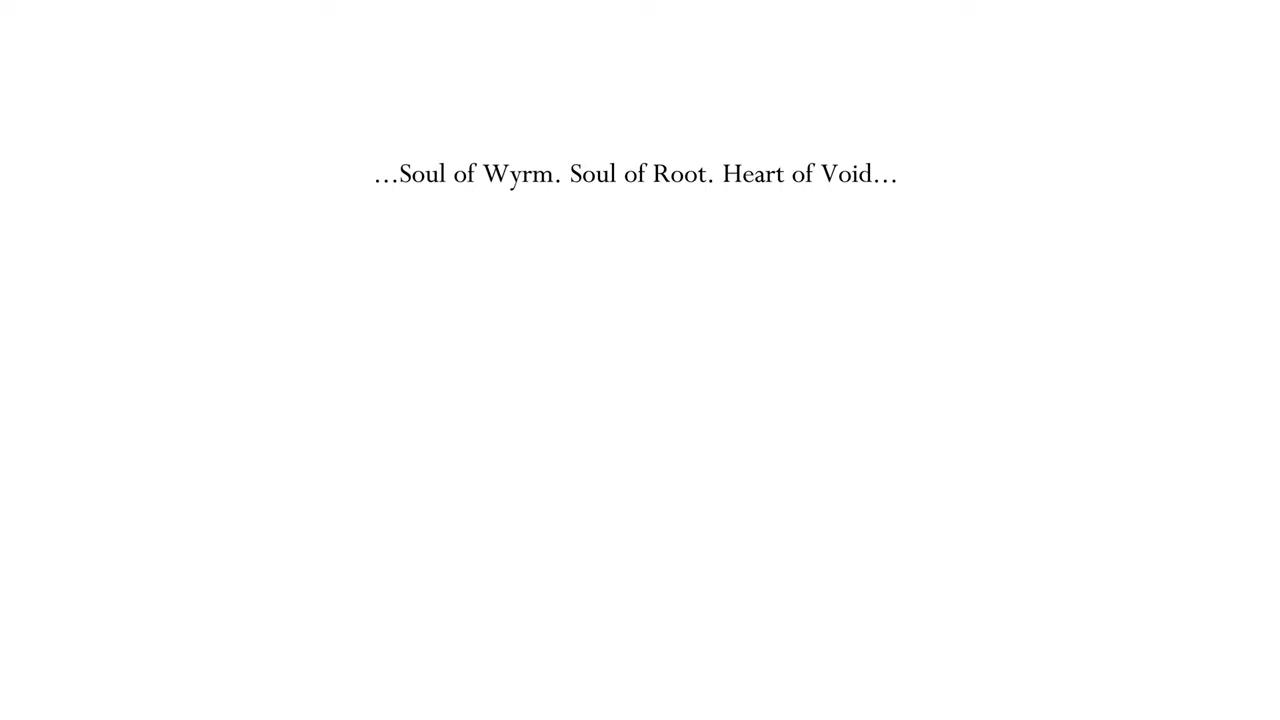 …Soul of Wyrm. Soul of Root. Heart of Void…